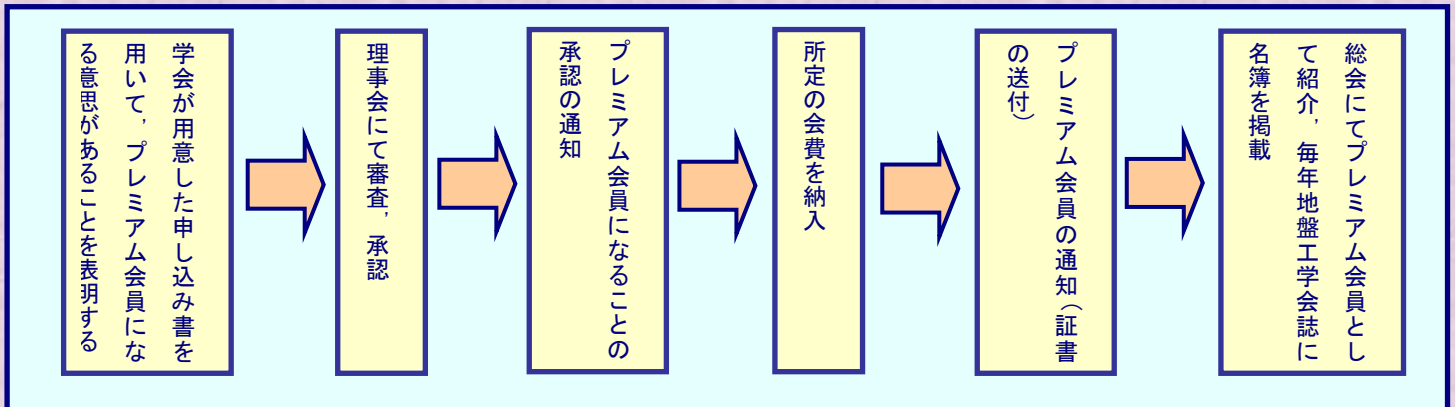 学会が用意した申し込み書を
用いて，プレミアム会員にな
る意思があることを表明する
理事会にて審査，承認
プレミアム会員になることの
承認の通知
所定の会費を納入
プレミアム会員の通知（証書
の送付）
総会にてプレミアム会員とし
て紹介，毎年地盤工学会誌に
名簿を掲載